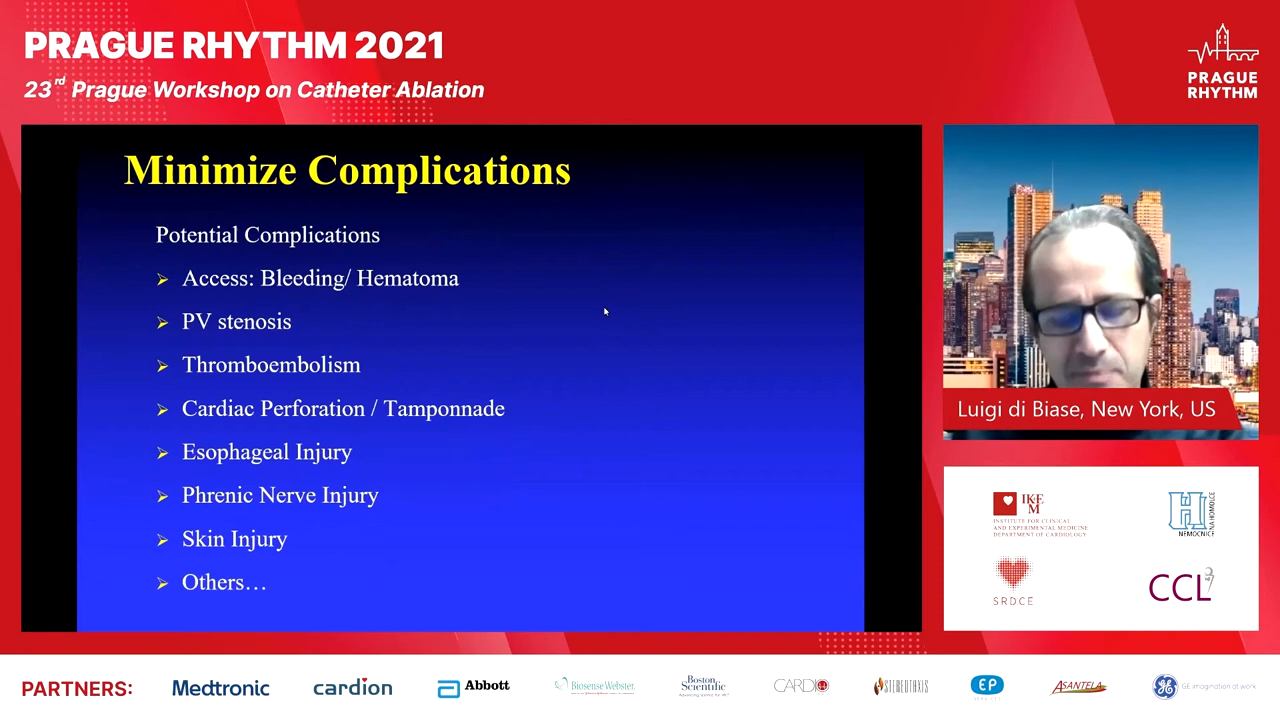 PRAGUE RHYTHM 2021
23rd Prague Workshop on Catheter Ablation
PRAGUE
RHYTHM
Minimize Complications
Potential Complications
Access: Bleeding/ Hematoma
PV stenosis
Thromboembolism
Cardiac Perforation / Tamponnade
Esophageal Injury
Phrenic Nerve Injury
Skin Injury
Others…
Luigi di Biase, New York, US
IKEM
INSTITUTE FOR CLINICAL
AND EXPERIMENTAL MEDICINE
DEPARTMENT OF CARDIOLOGY
NEMOCNICE NA HOMOLCE
SRDCE
CCL
PARTNERS:
Medtronic
cardion
Abbott
Biosense Webster
Boston
Scientific
CARDIO
STEREOTAXIS
EP
ASANTELA
GE imagination at work